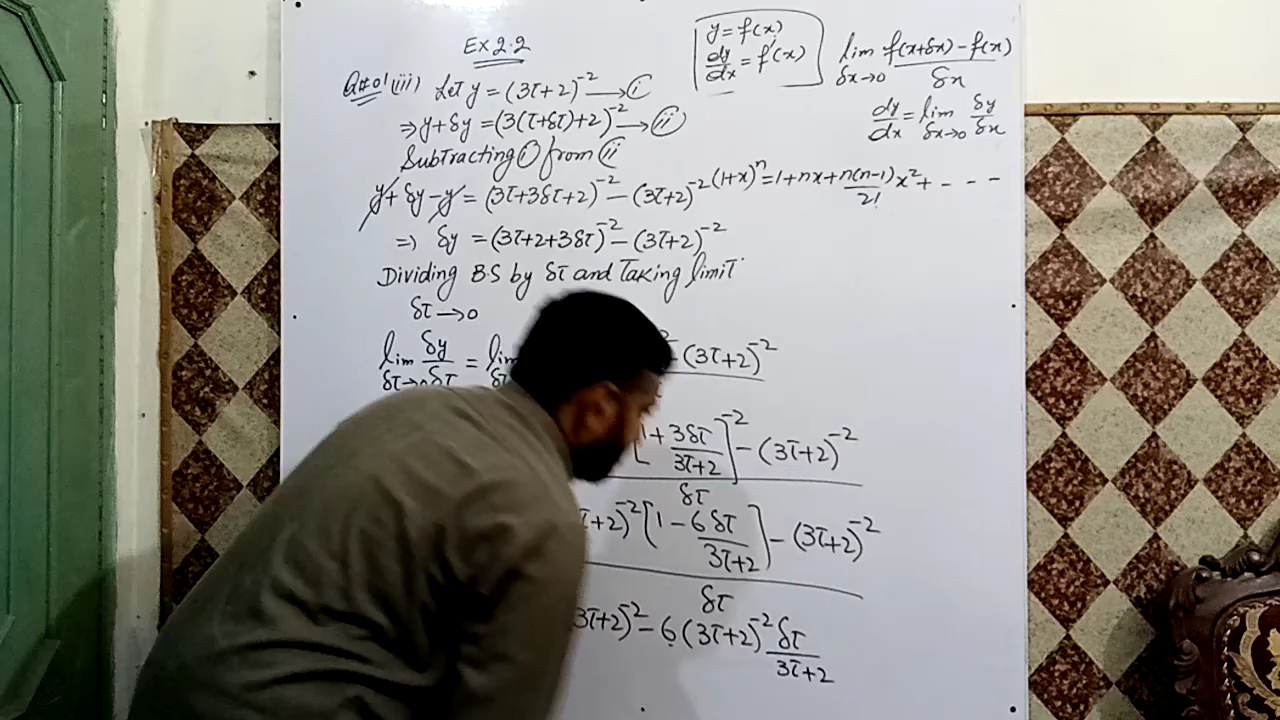 Ex 2.2
Q#01 (iii) Let y = (3τ+2)⁻² → (i)
⇒ y+δy = (3(τ+δτ)+2)⁻² → (ii)
Subtracting (i) from (ii)
y+δy-y = (3τ+3δτ+2)⁻² - (3τ+2)⁻²
⇒ δy = (3τ+2+3δτ)⁻² - (3τ+2)⁻²
Dividing B.S by δτ and Taking limit
δτ → 0
lim δτ→0 δy/δτ = lim (3τ+2)⁻²
[1 + 3δτ/(3τ+2)]⁻² - (3τ+2)⁻²
δτ
τ+2)⁻² [1 - 6δτ/(3τ+2)] - (3τ+2)⁻²
δτ
3τ+2)⁻² - 6(3τ+2)⁻² δτ/(3τ+2)
y = f(x)
dy/dx = f'(x)
lim δx→0 (f(x+δx) - f(x))/δx
dy/dx = lim δx→0 δy/δx
(1+x)ⁿ = 1+nx+n(n-1)/2! x² + - - -